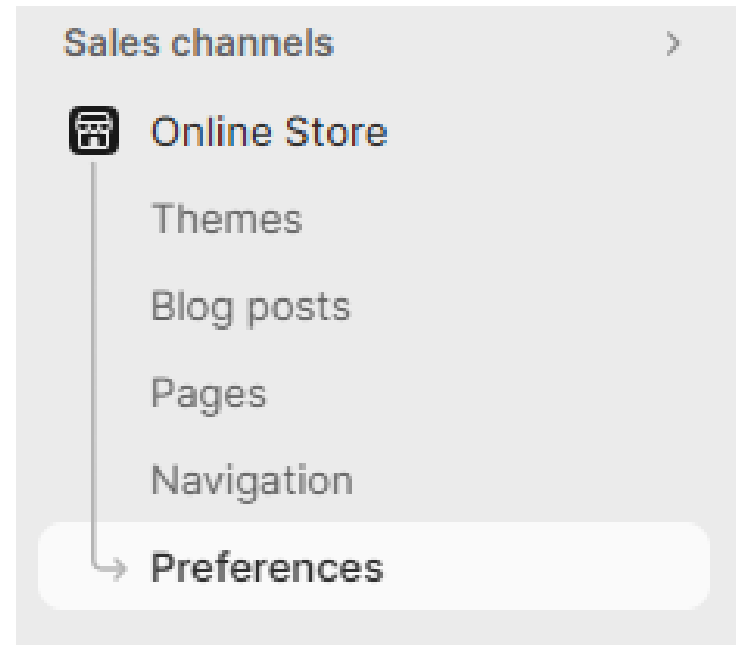 Sales channels
Online Store
Themes
Blog posts
Pages
Navigation
Preferences